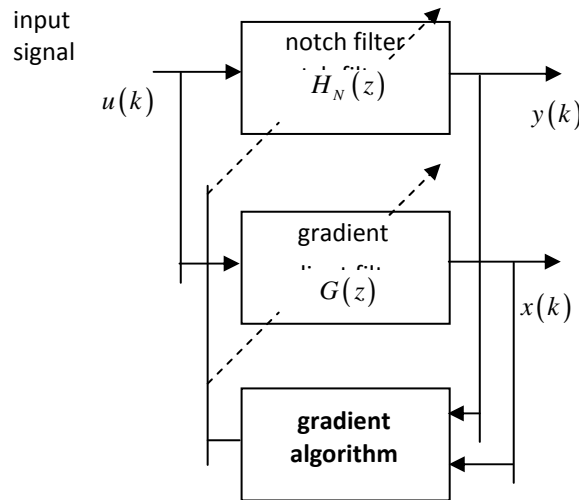 input
signal
notch filter
H_N(z)
u(k)
y(k)
gradient
G(z)
x(k)
gradient
algorithm